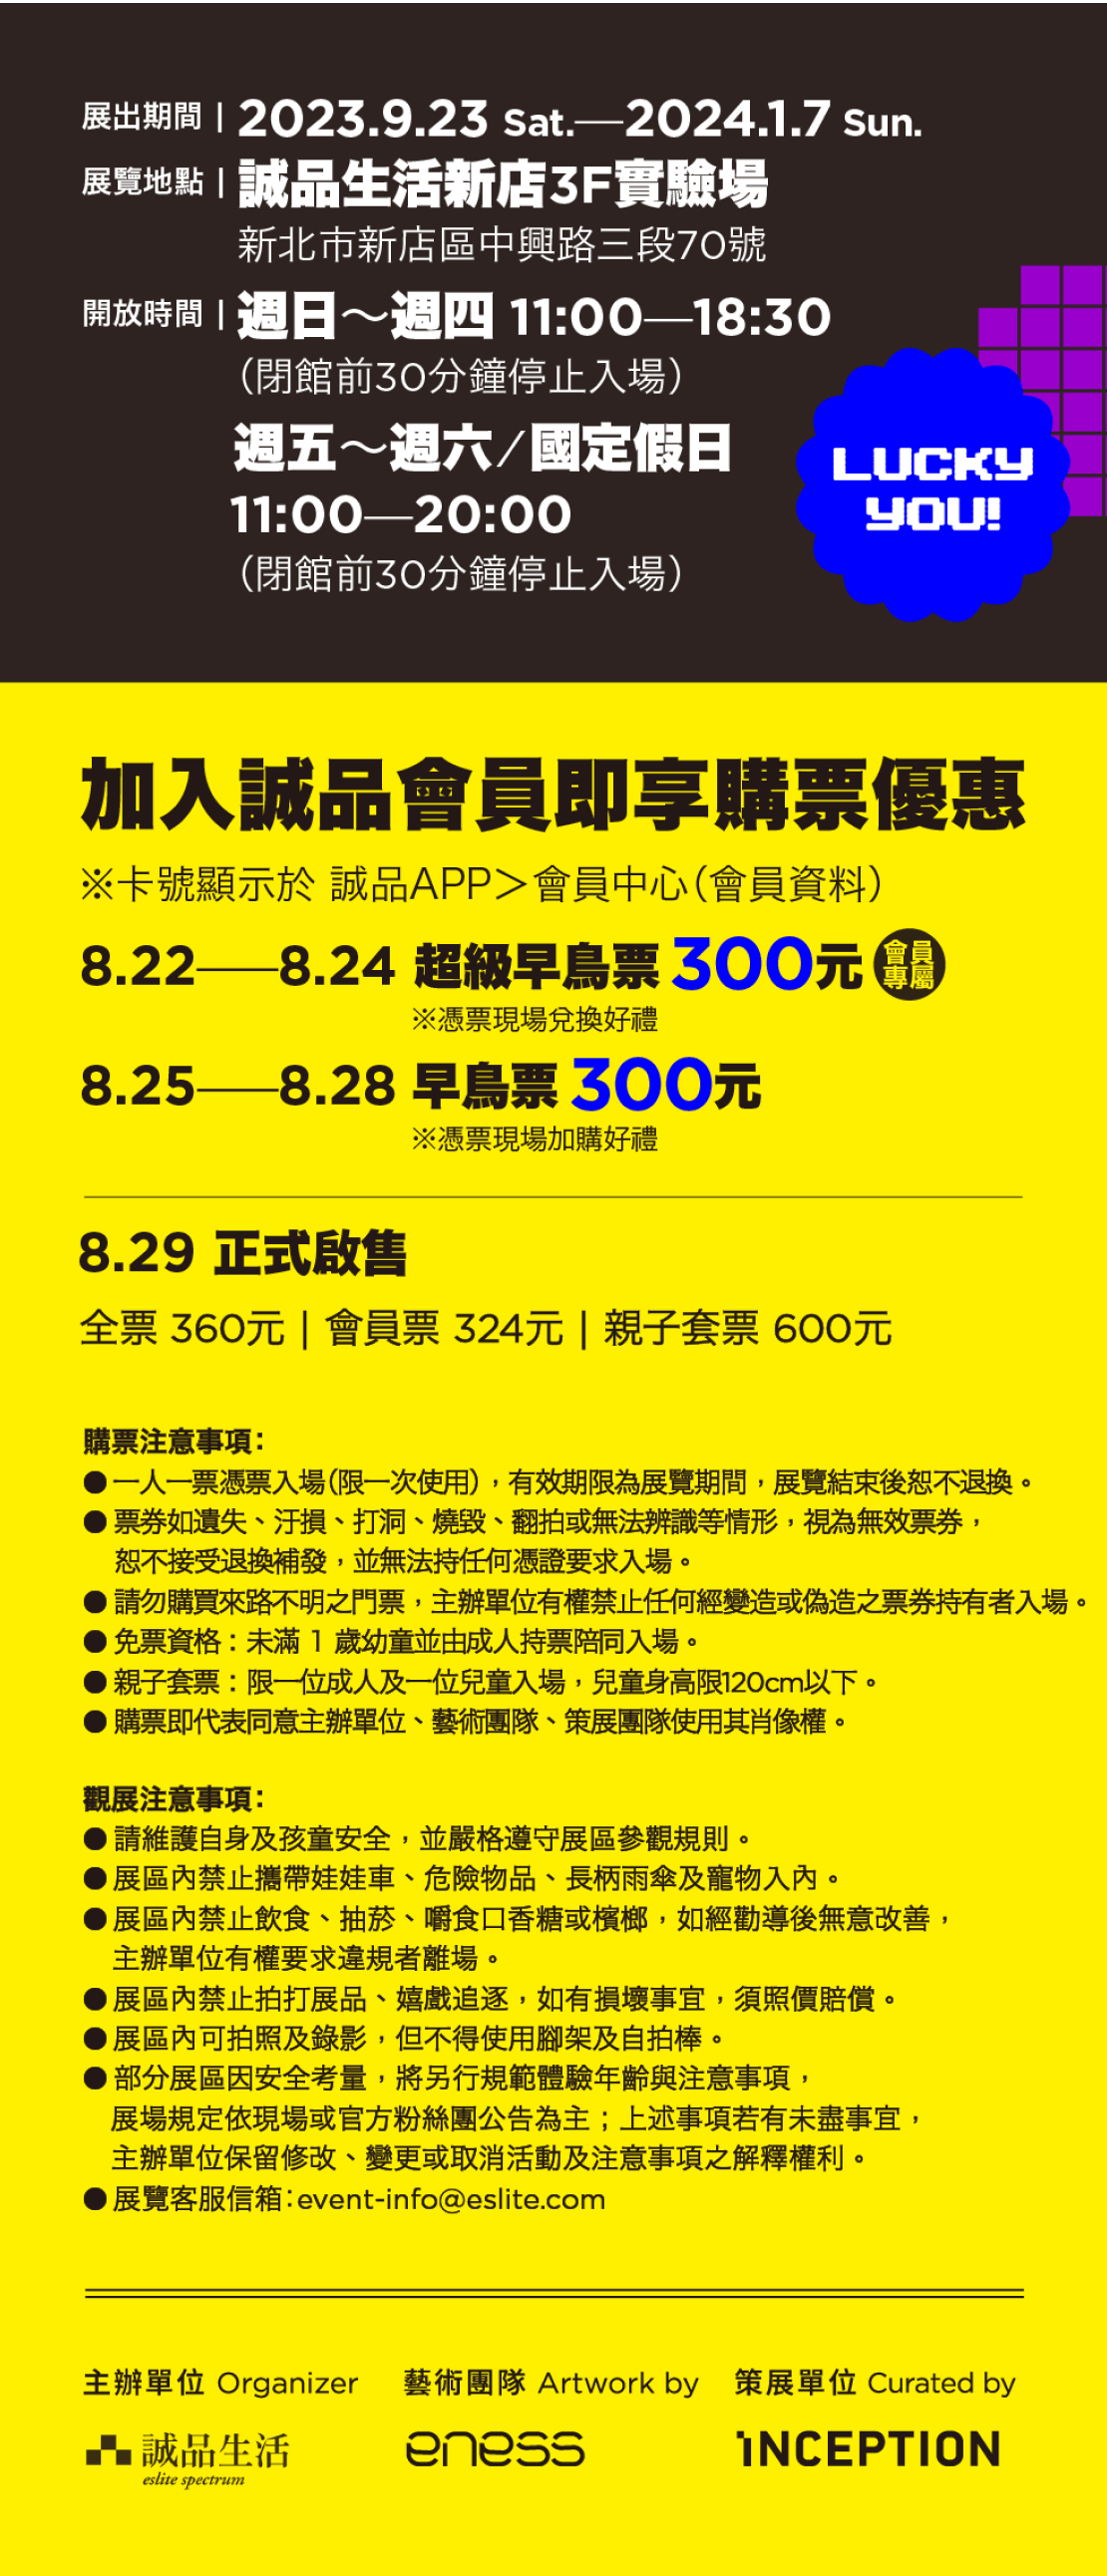 展出期間 | 2023.9.23 Sat.—2024.1.7 Sun.
展覽地點 | 誠品生活新店3F實驗場
新北市新店區中興路三段70號
開放時間 | 週日～週四 11:00—18:30
（閉館前30分鐘停止入場）
週五～週六/國定假日
11:00—20:00
（閉館前30分鐘停止入場）
LUCKY
YOU!
加入誠品會員即享購票優惠
※卡號顯示於 誠品APP＞會員中心（會員資料）
8.22——8.24 超級早鳥票 300元 會員專屬
※憑票現場兌換好禮
8.25——8.28 早鳥票 300元
※憑票現場加購好禮
8.29 正式啟售
全票 360元 | 會員票 324元 | 親子套票 600元
購票注意事項：
● 一人一票憑票入場（限一次使用），有效期限為展覽期間，展覽結束後恕不退換。
● 票券如遺失、汙損、打洞、燒毀、翻拍或無法辨識等情形，視為無效票券，
恕不接受退換補發，並無法持任何憑證要求入場。
● 請勿購買來路不明之門票，主辦單位有權禁止任何經變造或偽造之票券持有者入場。
● 免票資格：未滿 1 歲幼童並由成人持票陪同入場。
● 親子套票：限一位成人及一位兒童入場，兒童身高限120cm以下。
● 購票即代表同意主辦單位、藝術團隊、策展團隊使用其肖像權。
觀展注意事項：
● 請維護自身及孩童安全，並嚴格遵守展區參觀規則。
● 展區內禁止攜帶娃娃車、危險物品、長柄雨傘及寵物入內。
● 展區內禁止飲食、抽菸、嚼食口香糖或檳榔，如經勸導後無意改善，
主辦單位有權要求違規者離場。
● 展區內禁止拍打展品、嬉戲追逐，如有損壞事宜，須照價賠償。
● 展區內可拍照及錄影，但不得使用腳架及自拍棒。
● 部分展區因安全考量，將另行規範體驗年齡與注意事項，
展場規定依現場或官方粉絲團公告為主；上述事項若有未盡事宜，
主辦單位保留修改、變更或取消活動及注意事項之解釋權利。
● 展覽客服信箱：event-info@eslite.com
主辦單位 Organizer 藝術團隊 Artwork by 策展單位 Curated by
誠品生活 eness INCEPTION
eslite spectrum